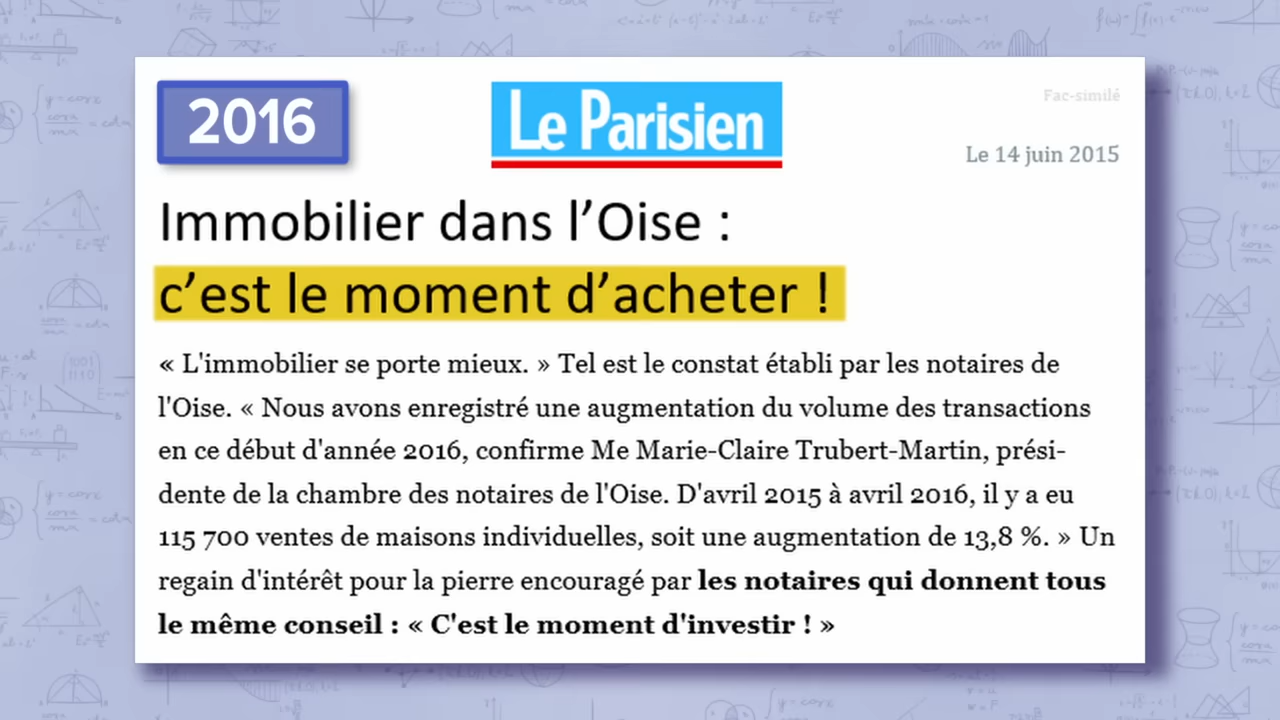 2016
Le Parisien
Fac-similé
Le 14 juin 2015
Immobilier dans l’Oise :
c’est le moment d’acheter !
« L'immobilier se porte mieux. » Tel est le constat établi par les notaires de
l'Oise. « Nous avons enregistré une augmentation du volume des transactions
en ce début d'année 2016, confirme Me Marie-Claire Trubert-Martin, prési-
dente de la chambre des notaires de l'Oise. D'avril 2015 à avril 2016, il y a eu
115 700 ventes de maisons individuelles, soit une augmentation de 13,8 %. » Un
regain d'intérêt pour la pierre encouragé par les notaires qui donnent tous
le même conseil : « C'est le moment d'investir ! »